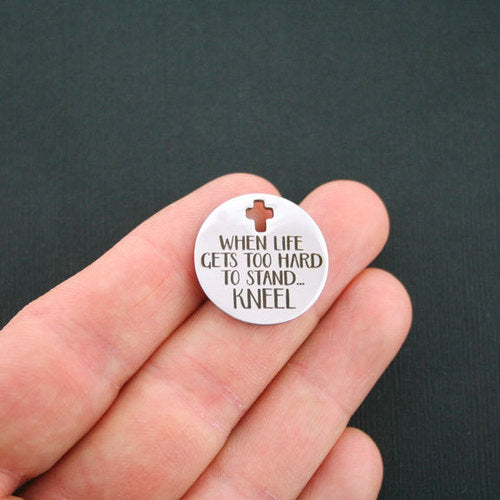 WHEN LIFE
GETS TOO HARD
TO STAND...
KNEEL